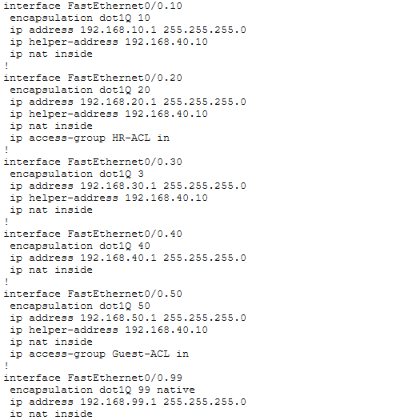 interface FastEthernet0/0.10
encapsulation dot1Q 10
ip address 192.168.10.1 255.255.255.0
ip helper-address 192.168.40.10
ip nat inside
!
interface FastEthernet0/0.20
encapsulation dot1Q 20
ip address 192.168.20.1 255.255.255.0
ip helper-address 192.168.40.10
ip nat inside
ip access-group HR-ACL in
!
interface FastEthernet0/0.30
encapsulation dot1Q 3
ip address 192.168.30.1 255.255.255.0
ip helper-address 192.168.40.10
ip nat inside
!
interface FastEthernet0/0.40
encapsulation dot1Q 40
ip address 192.168.40.1 255.255.255.0
ip nat inside
!
interface FastEthernet0/0.50
encapsulation dot1Q 50
ip address 192.168.50.1 255.255.255.0
ip helper-address 192.168.40.10
ip nat inside
ip access-group Guest-ACL in
!
interface FastEthernet0/0.99
encapsulation dot1Q 99 native
ip address 192.168.99.1 255.255.255.0
ip nat inside